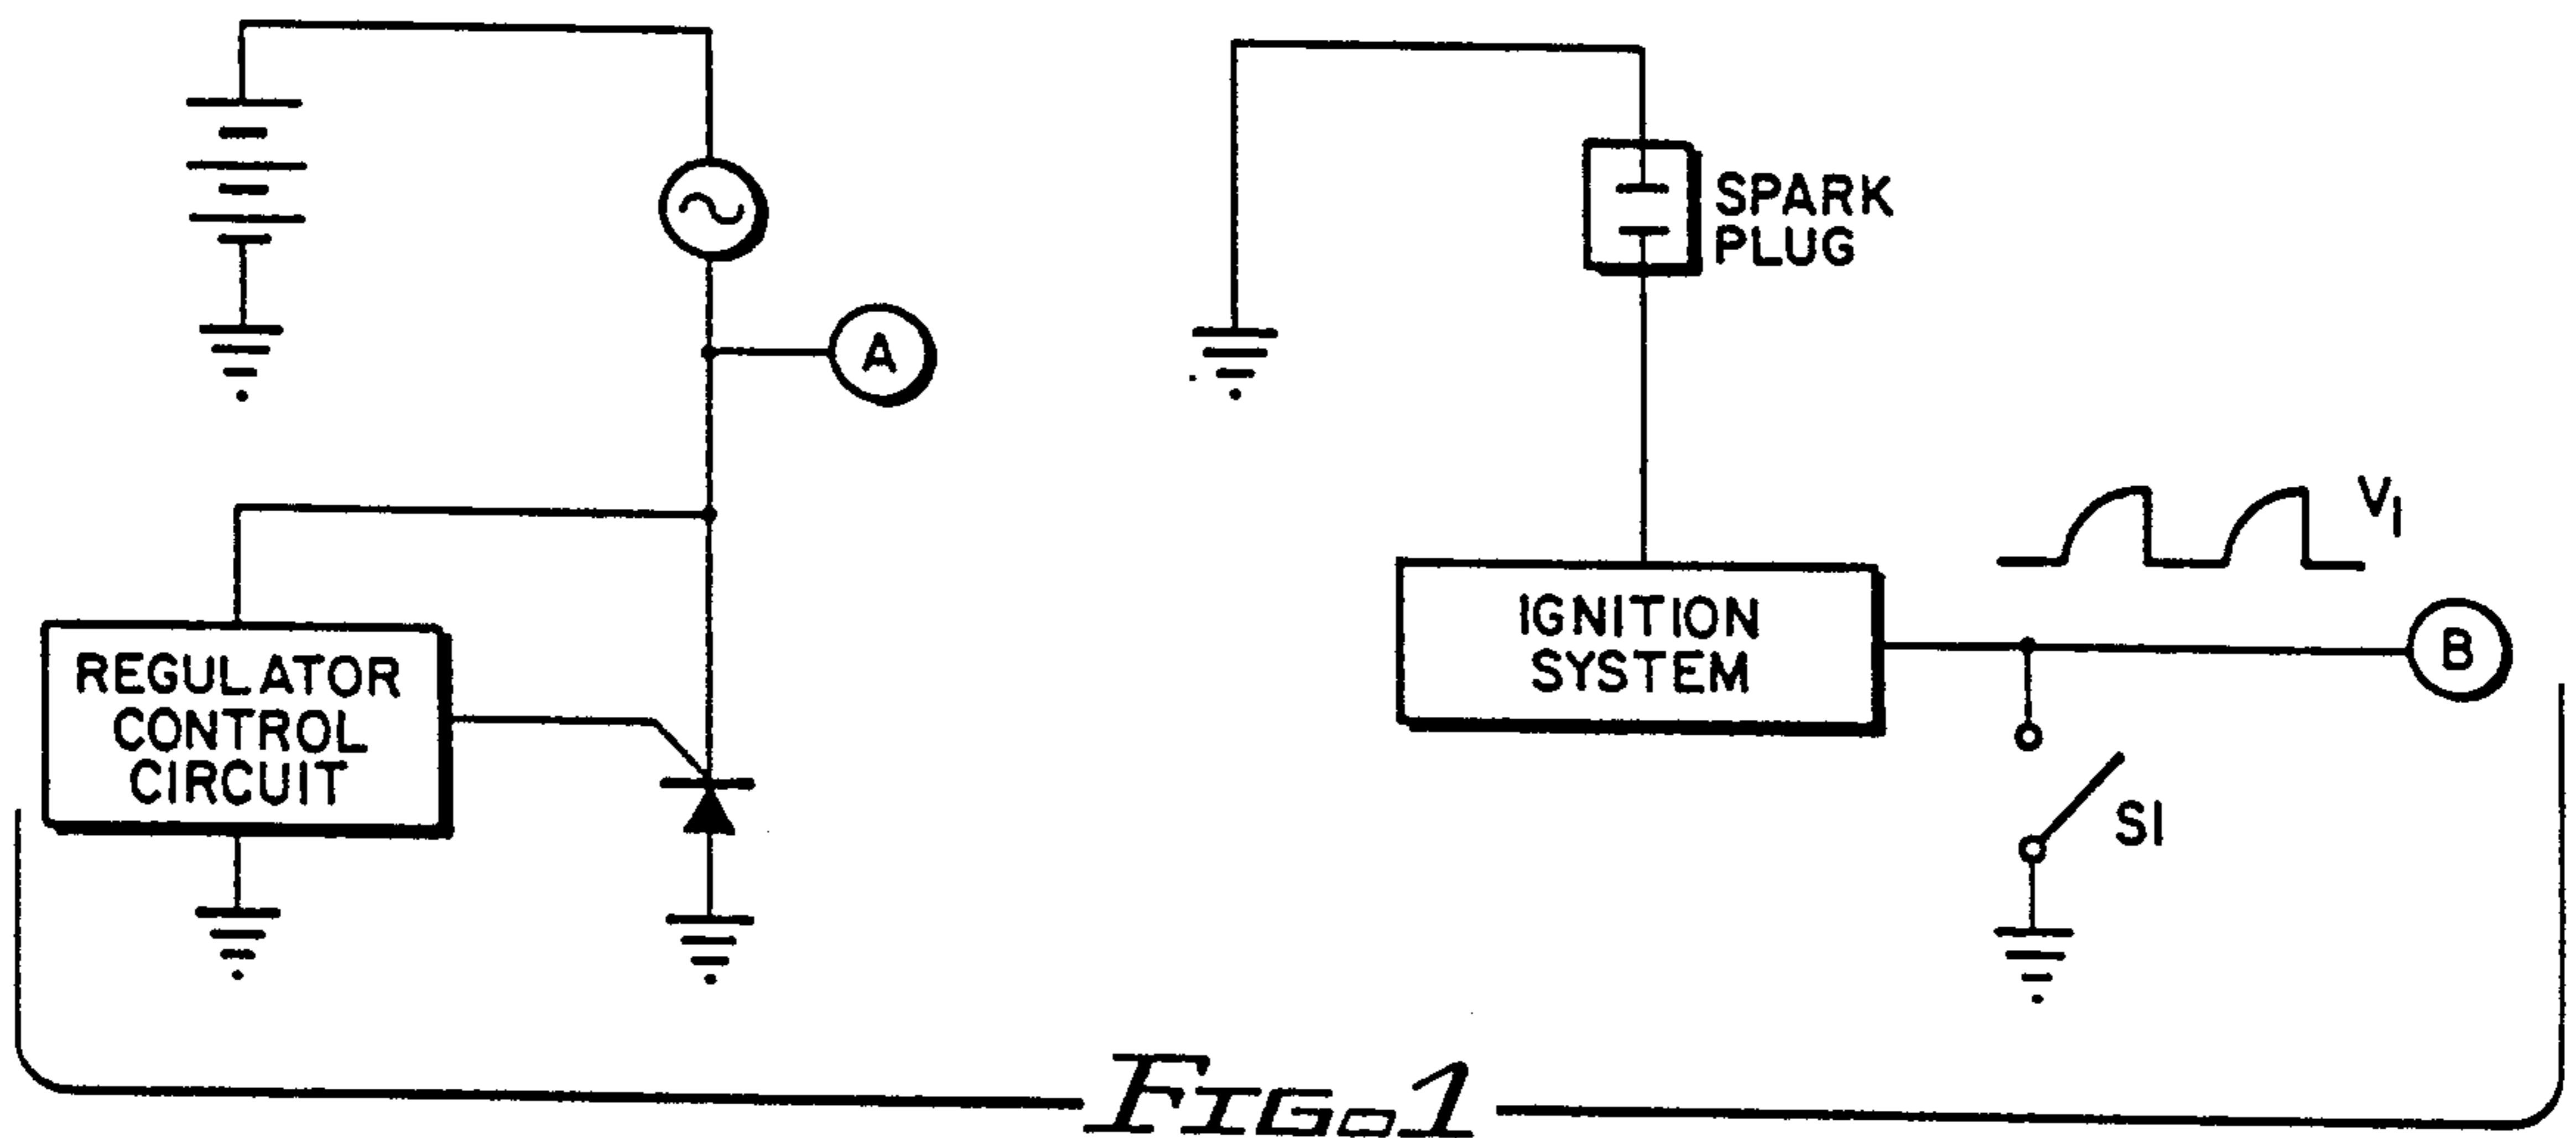 SPARK
PLUG
A
V1
IGNITION
SYSTEM
B
REGULATOR
CONTROL
CIRCUIT
S1
FIG. 1